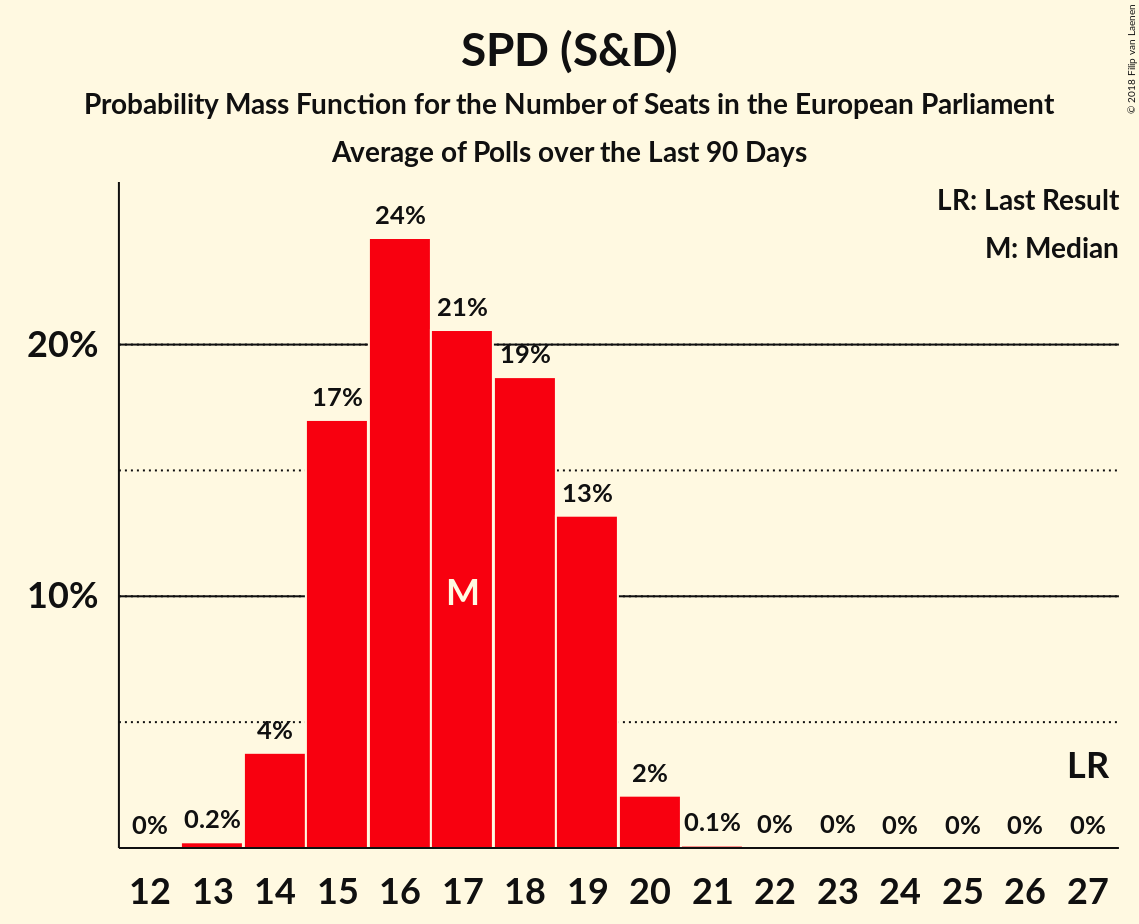 SPD (S&D)
Probability Mass Function for the Number of Seats in the European Parliament
Average of Polls over the Last 90 Days
© 2018 Filip van Laenen
LR: Last Result
M: Median
24%
21%
20%
19%
17%
13%
10%
M
4%
LR
2%
0% 0.2% 0.1% 0% 0% 0% 0% 0% 0%
12 13 14 15 16 17 18 19 20 21 22 23 24 25 26 27